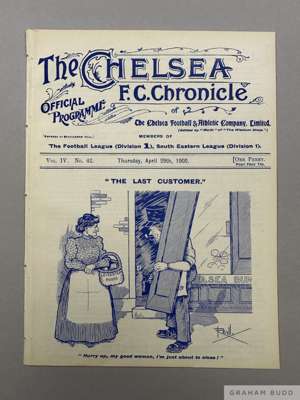 The CHELSEA
F.C. Chronicle
OFFICIAL
PROGRAMME
of
The Chelsea Football & Athletic Company, Limited.
MEMBERS OF
The Football League (Division 1), South Eastern League (Division 1).
VOL. IV. No. 42.
Thursday, April 29th, 1909.
[ONE PENNY.
"THE LAST CUSTOMER."
"Hurry up, my good woman, I'm just about to close!"
GRAHAM BUDD